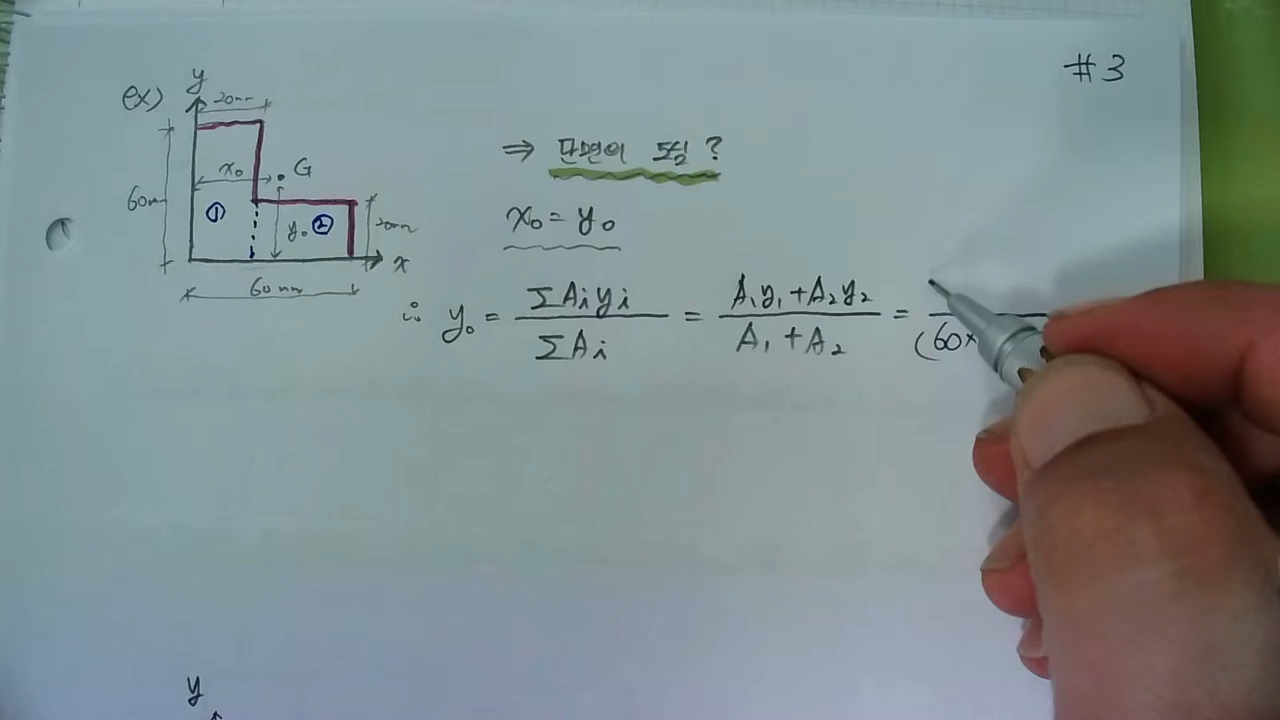 #3
ex)
y
20mm
⇒ 단면의 도심?
x₀
G
60mm
①
②
y₀
20mm
x₀ = y₀
x
60mm
∴ y₀ = ΣAᵢyᵢ / ΣAᵢ = A₁y₁+A₂y₂ / A₁+A₂ =
(60×
y